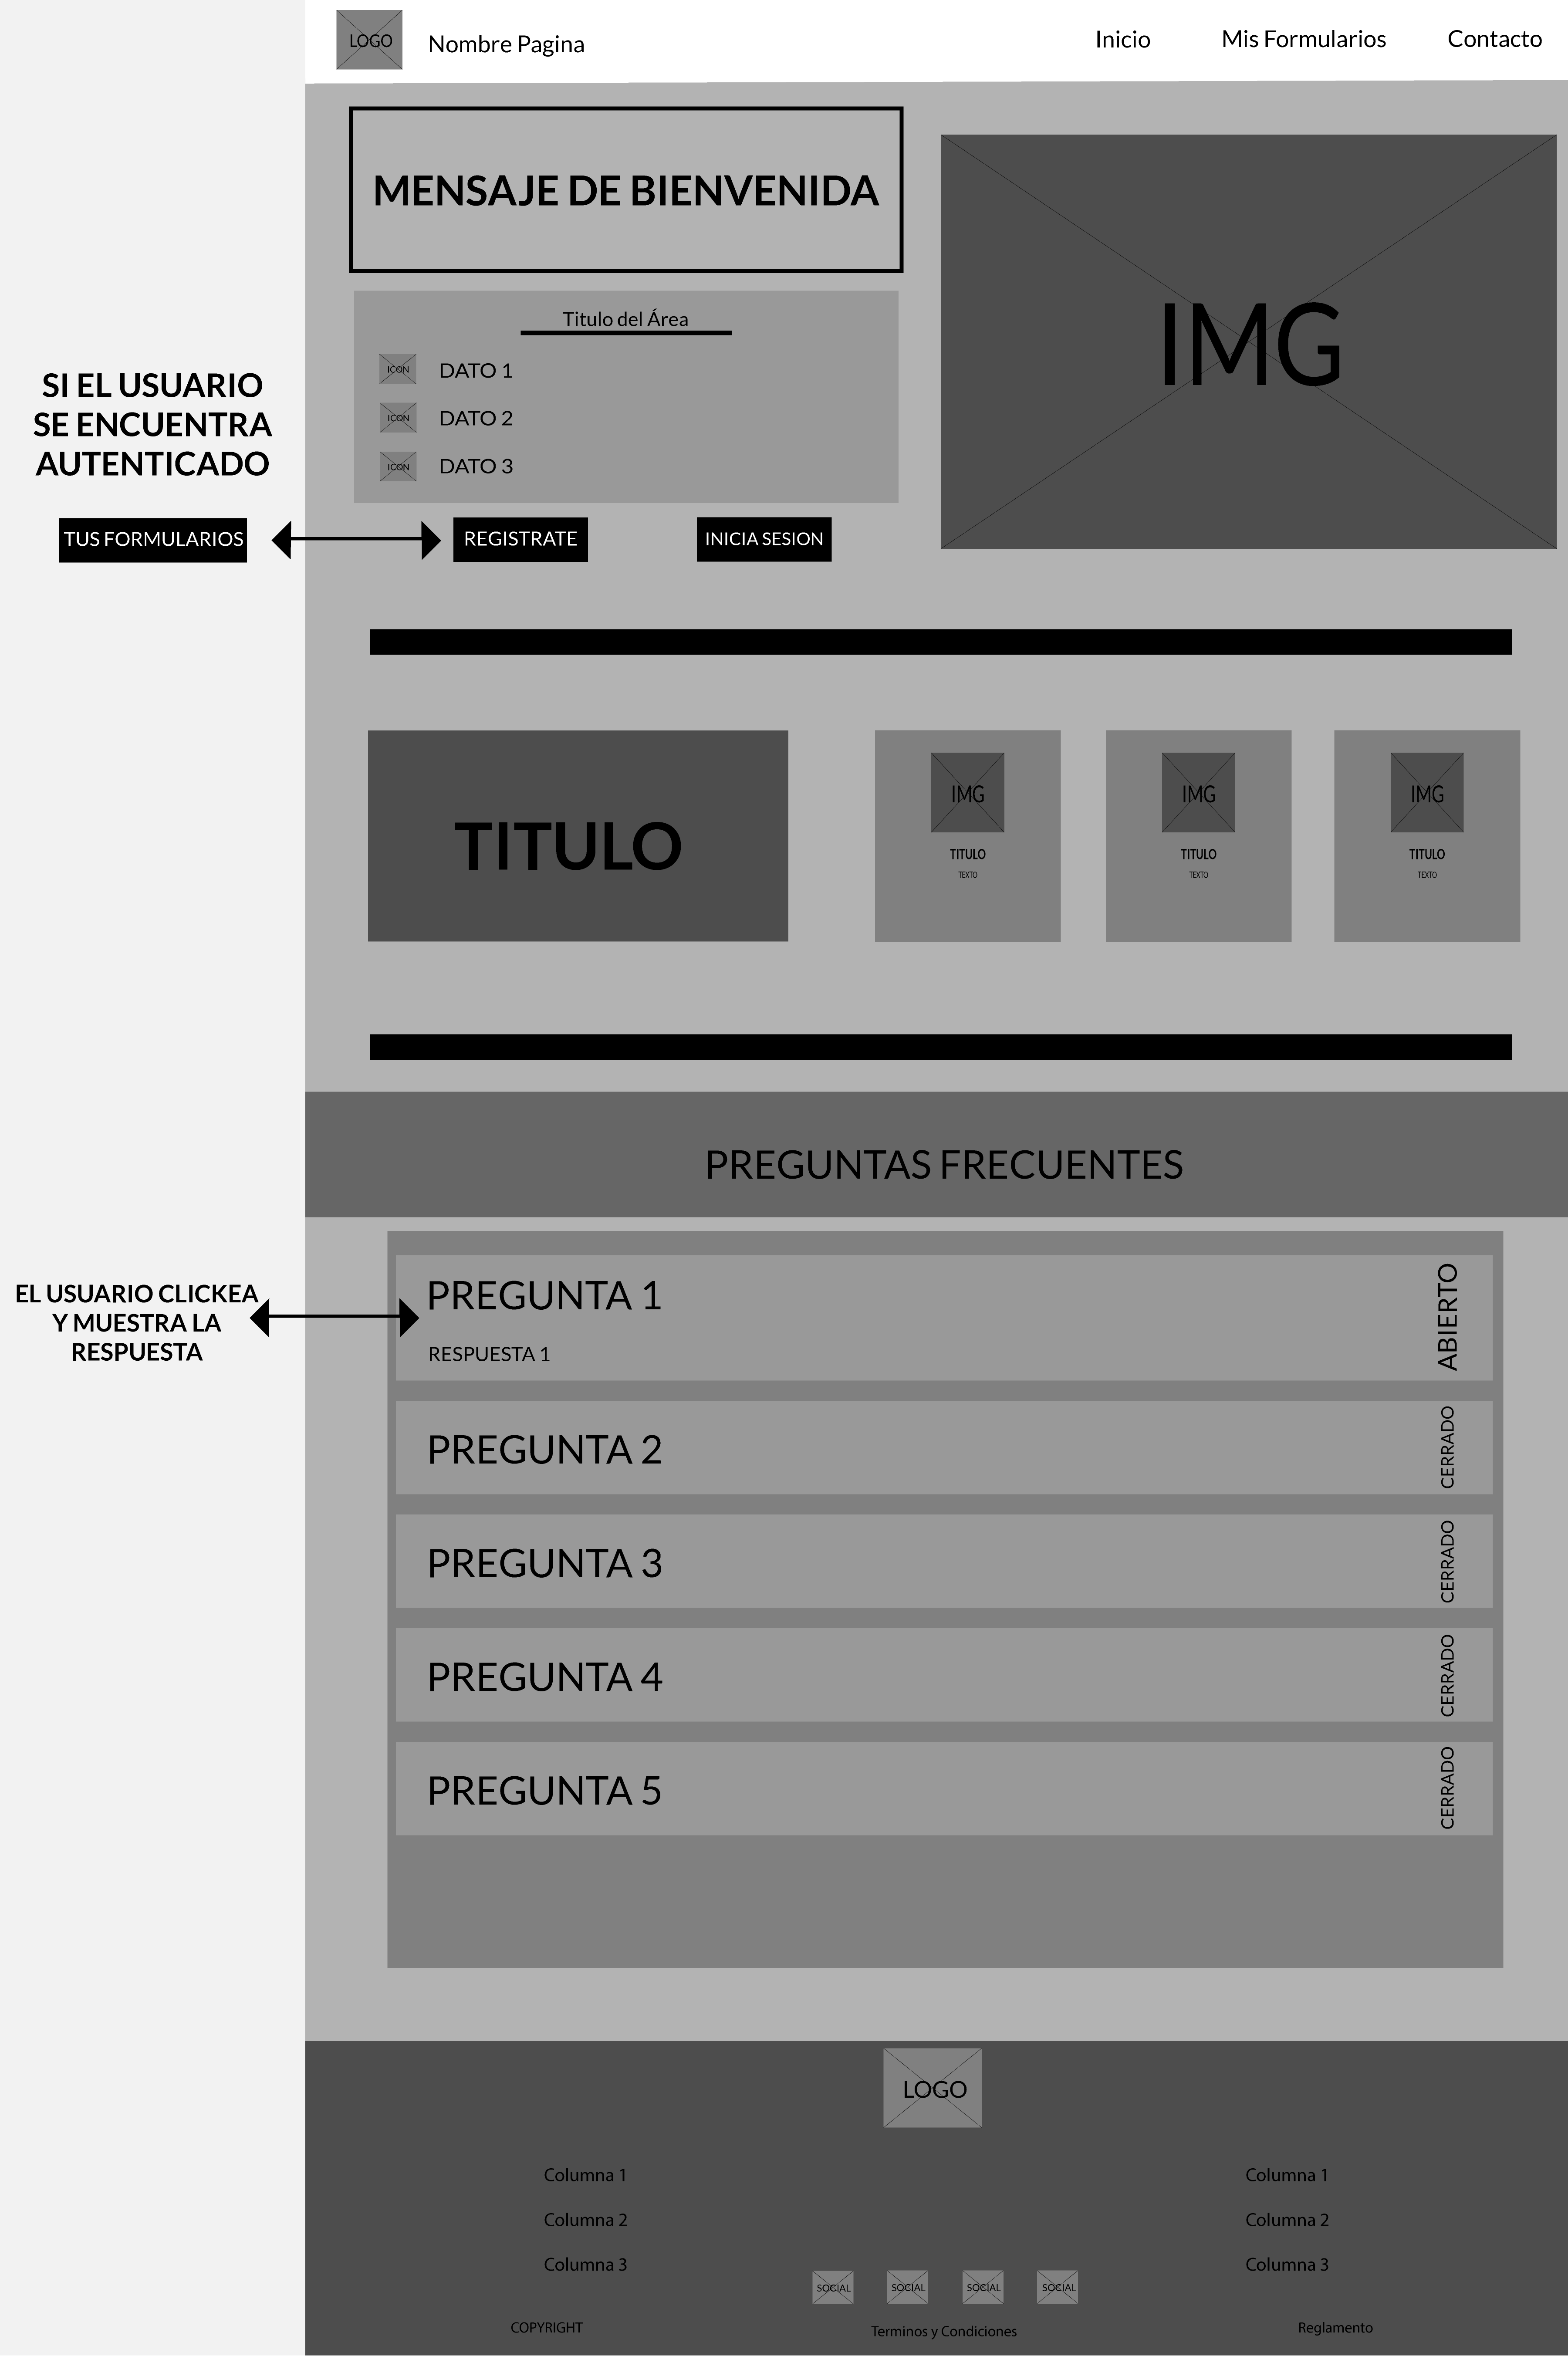 LOGO
Nombre Pagina
Inicio
Mis Formularios
Contacto
MENSAJE DE BIENVENIDA
IMG
Titulo del Área
ICON
DATO 1
ICON
DATO 2
ICON
DATO 3
SI EL USUARIO
SE ENCUENTRA
AUTENTICADO
TUS FORMULARIOS
REGISTRATE
INICIA SESION
TITULO
IMG
TITULO
TEXTO
IMG
TITULO
TEXTO
IMG
TITULO
TEXTO
PREGUNTAS FRECUENTES
EL USUARIO CLICKEA
Y MUESTRA LA
RESPUESTA
PREGUNTA 1
RESPUESTA 1
ABIERTO
PREGUNTA 2
CERRADO
PREGUNTA 3
CERRADO
PREGUNTA 4
CERRADO
PREGUNTA 5
CERRADO
LOGO
Columna 1
Columna 2
Columna 3
Columna 1
Columna 2
Columna 3
SOCIAL
SOCIAL
SOCIAL
SOCIAL
COPYRIGHT
Terminos y Condiciones
Reglamento